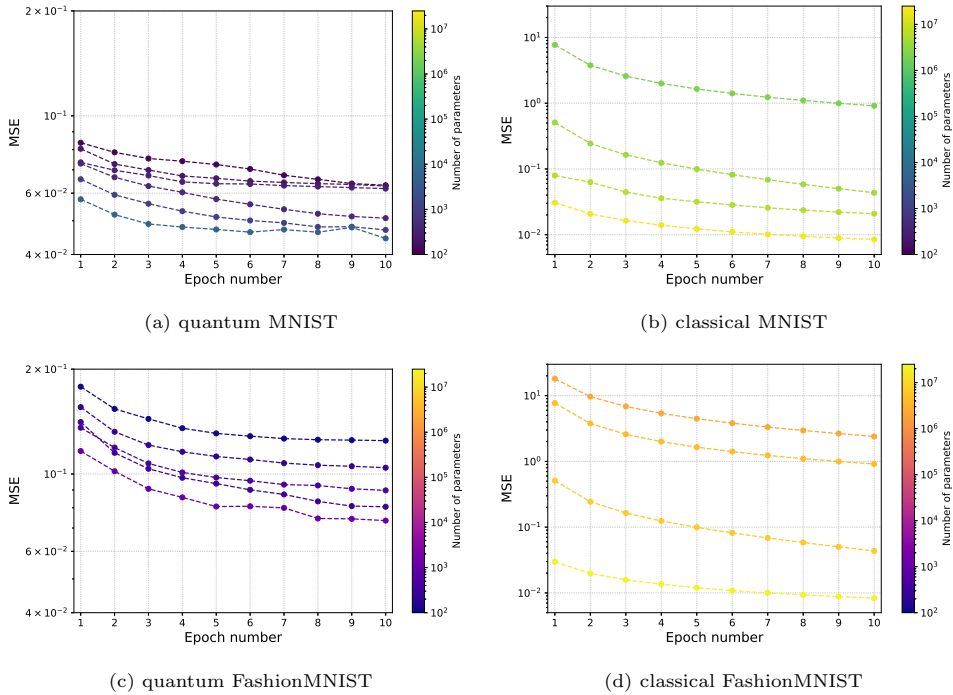 2 × 10⁻¹
10⁻¹
6 × 10⁻²
4 × 10⁻²
MSE
1 2 3 4 5 6 7 8 9 10
Epoch number
10⁷
10⁶
10⁵
10⁴
10³
10²
Number of parameters
(a) quantum MNIST
10¹
10⁰
10⁻¹
10⁻²
MSE
1 2 3 4 5 6 7 8 9 10
Epoch number
10⁷
10⁶
10⁵
10⁴
10³
10²
Number of parameters
(b) classical MNIST
2 × 10⁻¹
10⁻¹
6 × 10⁻²
4 × 10⁻²
MSE
1 2 3 4 5 6 7 8 9 10
Epoch number
10⁷
10⁶
10⁵
10⁴
10³
10²
Number of parameters
(c) quantum FashionMNIST
10¹
10⁰
10⁻¹
10⁻²
MSE
1 2 3 4 5 6 7 8 9 10
Epoch number
10⁷
10⁶
10⁵
10⁴
10³
10²
Number of parameters
(d) classical FashionMNIST